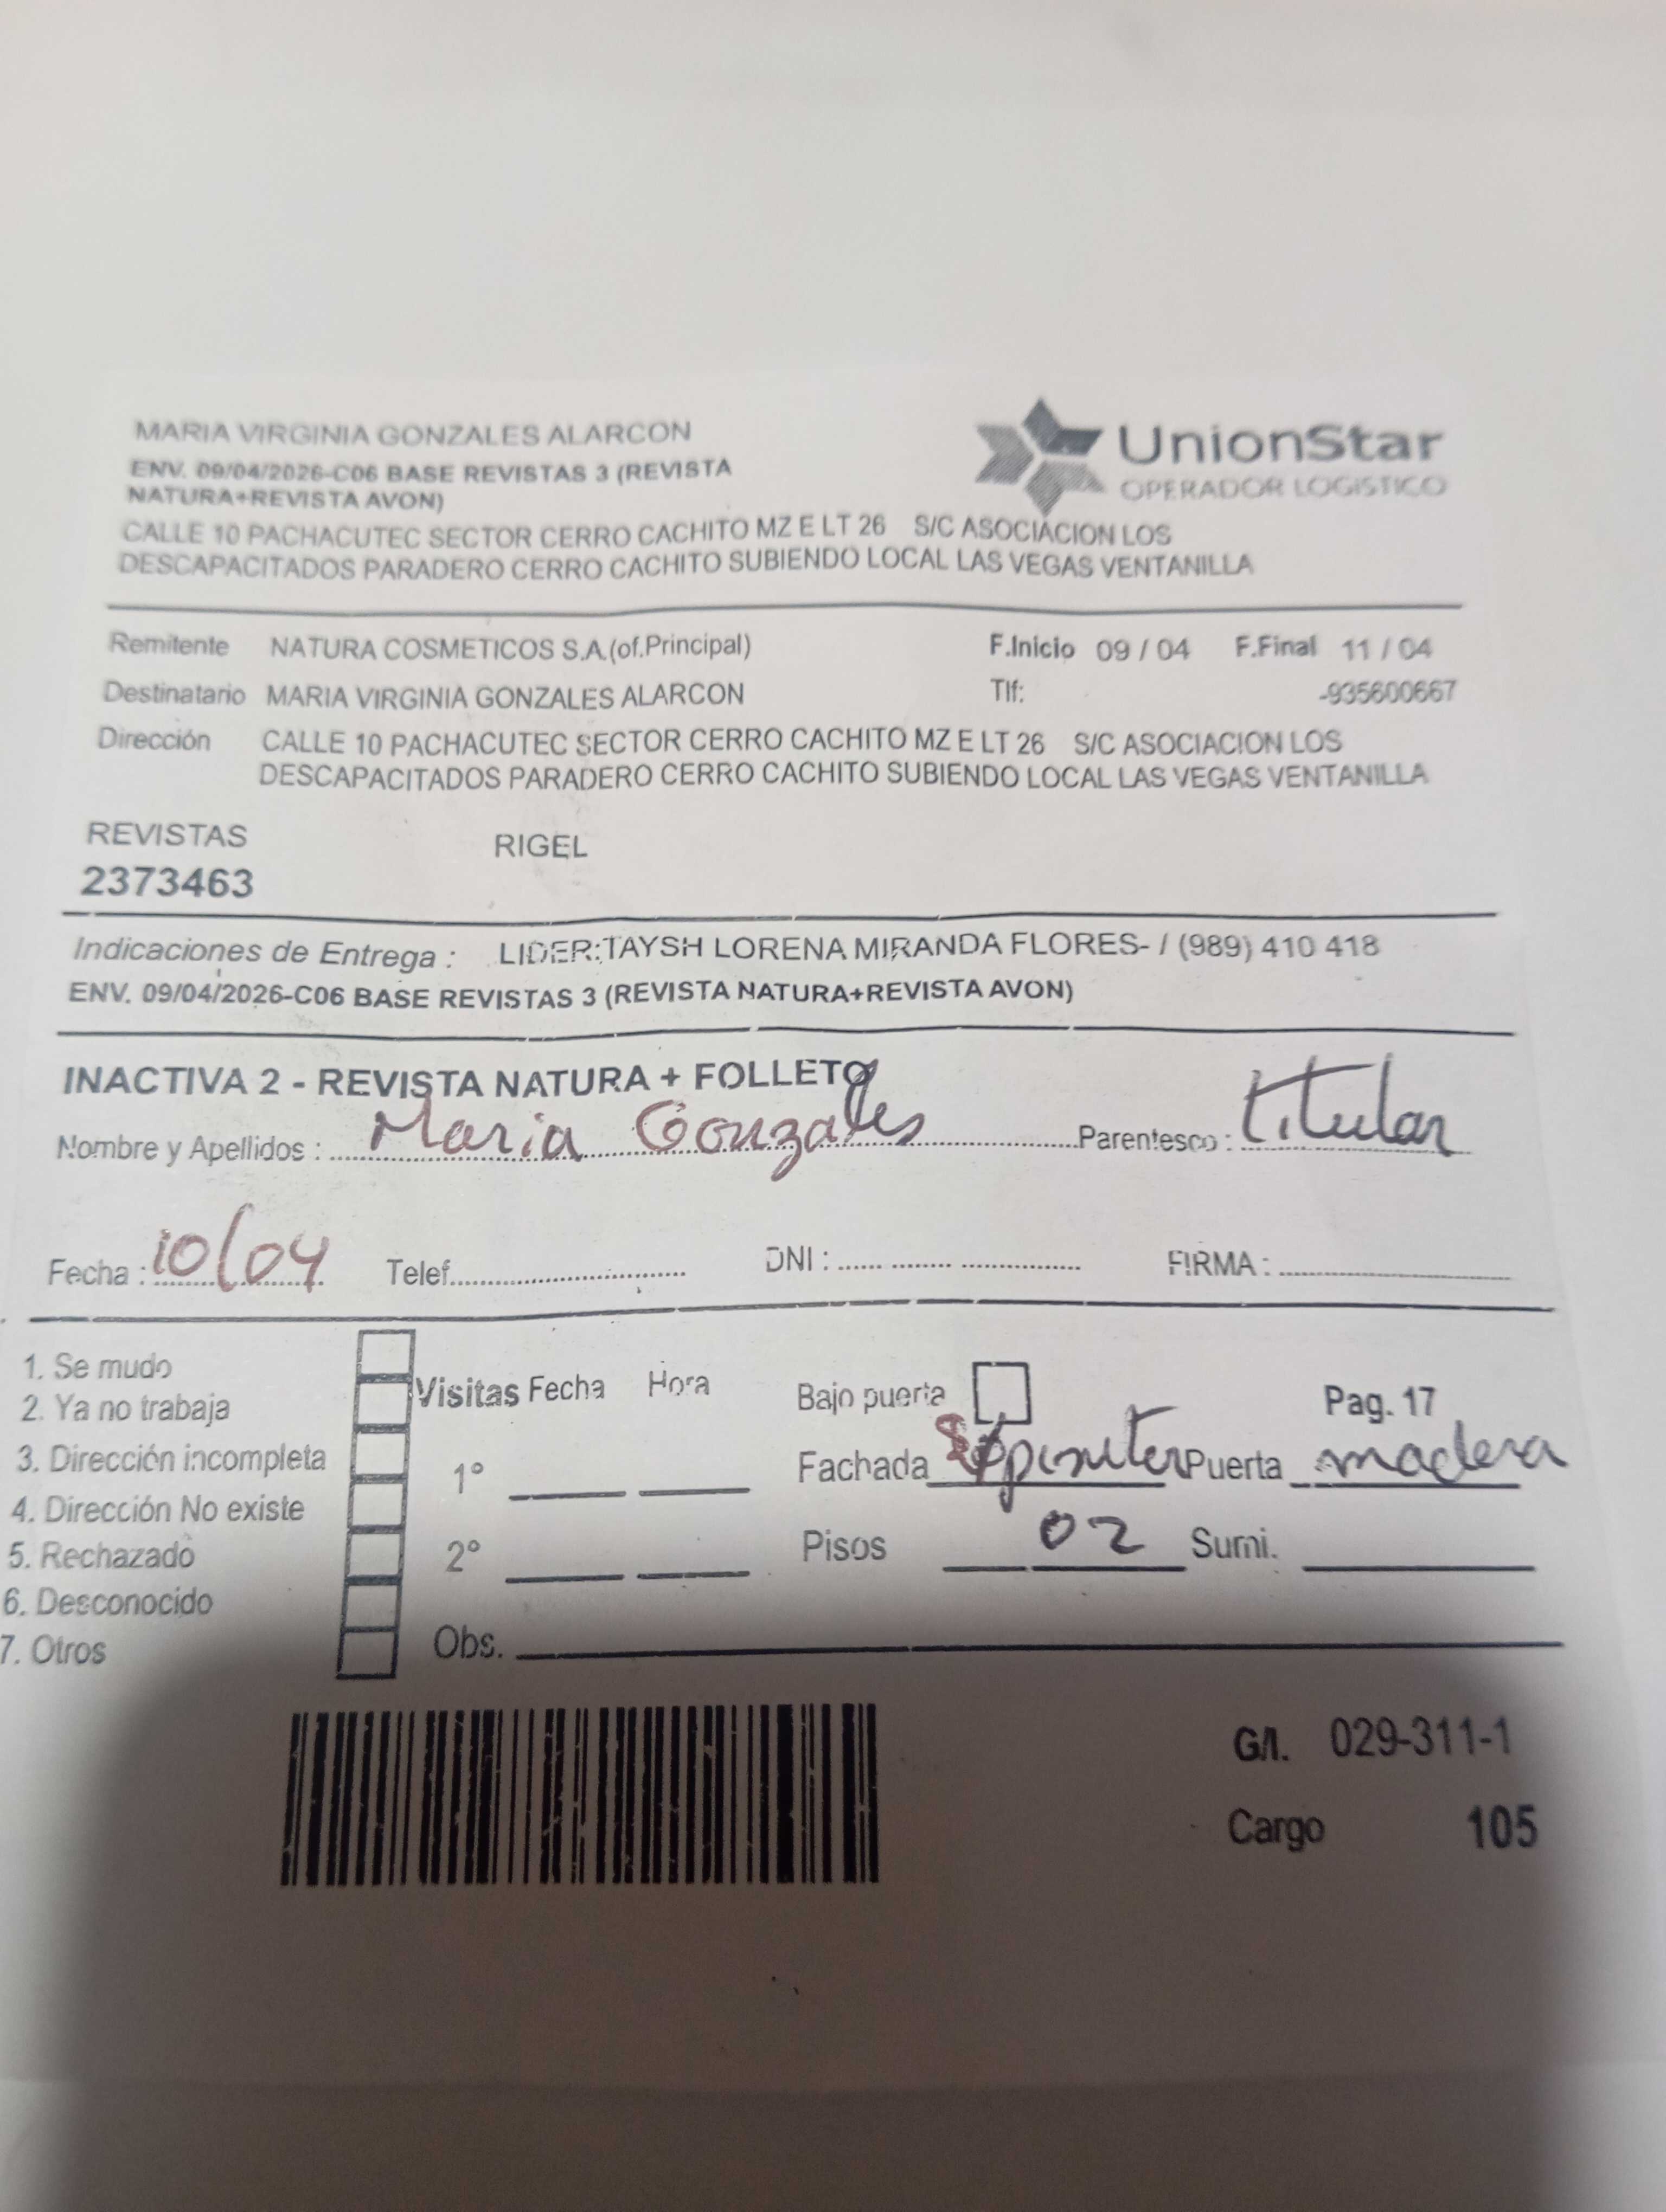 MARIA VIRGINIA GONZALES ALARCON
ENV. 09/04/2026-C06 BASE REVISTAS 3 (REVISTA
NATURA+REVISTA AVON)
UnionStar
OPERADOR LOGISTICO
CALLE 10 PACHACUTEC SECTOR CERRO CACHITO MZ E LT 26 S/C ASOCIACION LOS
DESCAPACITADOS PARADERO CERRO CACHITO SUBIENDO LOCAL LAS VEGAS VENTANILLA
Remitente NATURA COSMETICOS S.A.(of.Principal) F.Inicio 09 / 04 F.Final 11 / 04
Destinatario MARIA VIRGINIA GONZALES ALARCON Tlf: -935600667
Dirección CALLE 10 PACHACUTEC SECTOR CERRO CACHITO MZ E LT 26 S/C ASOCIACION LOS
DESCAPACITADOS PARADERO CERRO CACHITO SUBIENDO LOCAL LAS VEGAS VENTANILLA
REVISTAS RIGEL
2373463
Indicaciones de Entrega : LIDER:TAYSH LORENA MIRANDA FLORES- / (989) 410 418
ENV. 09/04/2026-C06 BASE REVISTAS 3 (REVISTA NATURA+REVISTA AVON)
INACTIVA 2 - REVISTA NATURA + FOLLETO
Nombre y Apellidos : Maria Gonzales Parentesco : titular
Fecha : 10/04 Telef. DNI : FIRMA :
1. Se mudo
2. Ya no trabaja
3. Dirección incompleta
4. Dirección No existe
5. Rechazado
6. Desconocido
7. Otros
Visitas Fecha Hora
1º
2º
Obs.
Bajo puerta Pag. 17
Fachada Puerta madera
Pisos 02 Sumi.
G/I. 029-311-1
Cargo 105